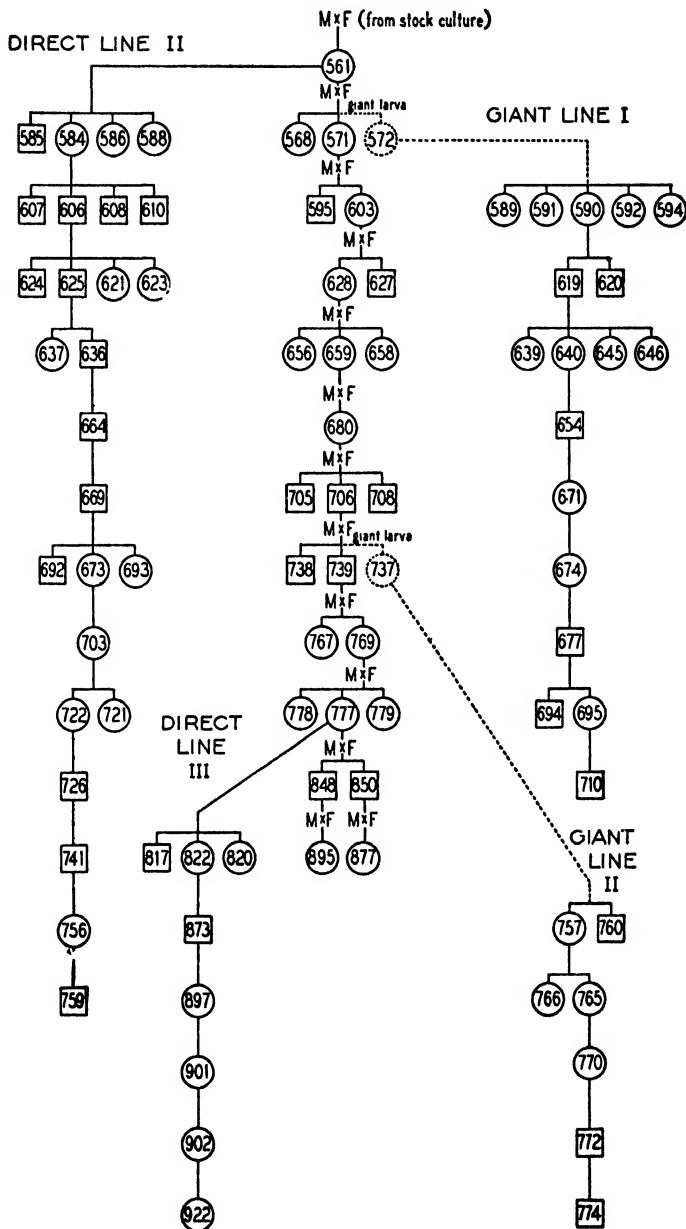 M×F (from stock culture)
DIRECT LINE II
561
M×F
giant larva
GIANT LINE I
585 584 586 588
568 571 572
M×F
607 606 608 610
595 603
589 591 590 592 594
M×F
624 625 621 623
628 627
619 620
M×F
637 636
656 659 658
639 640 645 646
M×F
664
680
654
M×F
669
705 706 708
671
M×F
giant larva
692 673 693
738 739 737
674
M×F
703
767 769
677
M×F
722 721
778 777 779
694 695
DIRECT
LINE
III
M×F
726
848 850
710
M×F M×F
741
817 822 820
895 877
GIANT
LINE
II
756
873
757 760
759
897
766 765
901
770
902
772
922
774